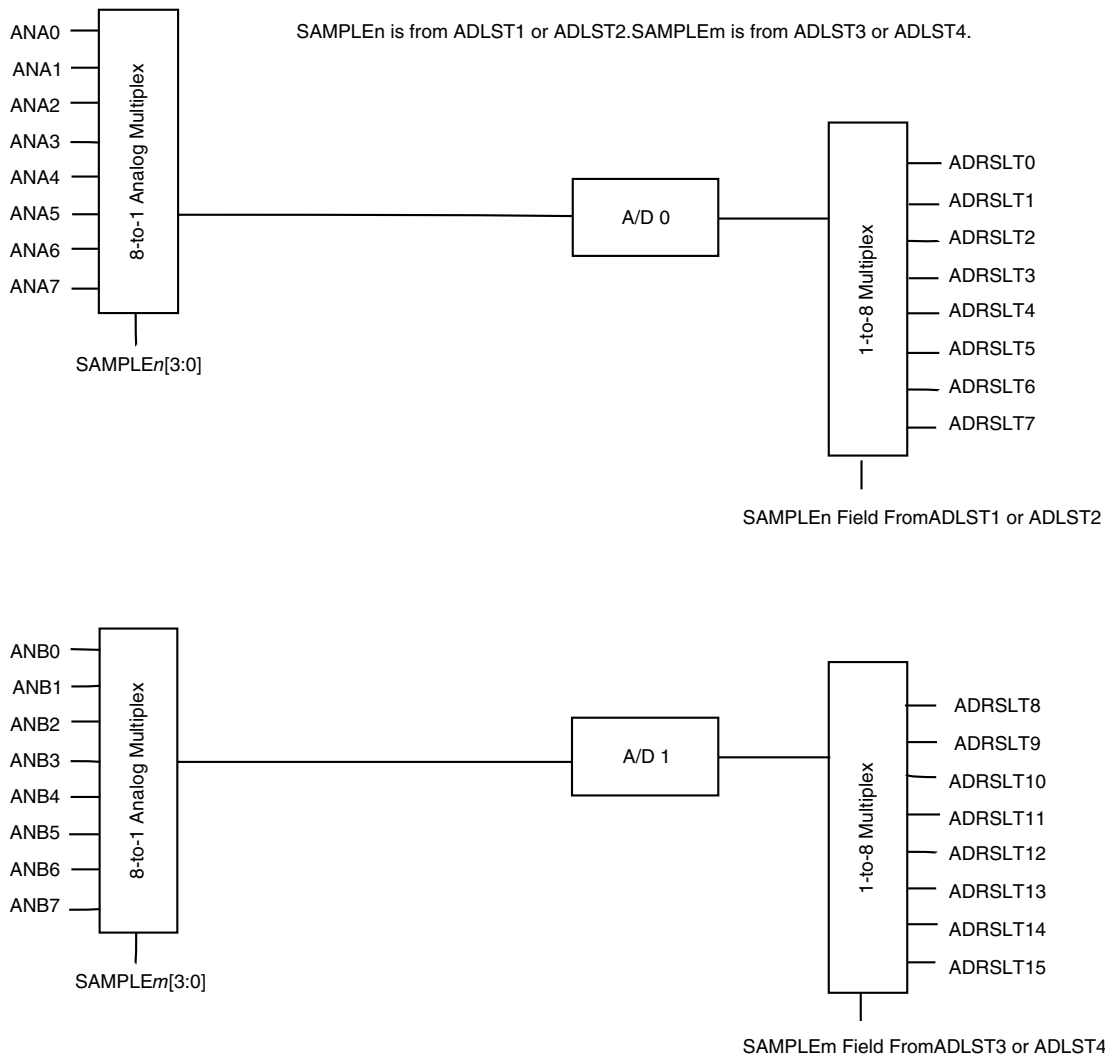 SAMPLEn is from ADLST1 or ADLST2.SAMPLEm is from ADLST3 or ADLST4.
ANA0
ANA1
ANA2
ANA3
ANA4
ANA5
ANA6
ANA7
8-to-1 Analog Multiplex
SAMPLEn[3:0]
A/D 0
1-to-8 Multiplex
ADRSLT0
ADRSLT1
ADRSLT2
ADRSLT3
ADRSLT4
ADRSLT5
ADRSLT6
ADRSLT7
SAMPLEn Field FromADLST1 or ADLST2
ANB0
ANB1
ANB2
ANB3
ANB4
ANB5
ANB6
ANB7
8-to-1 Analog Multiplex
SAMPLEm[3:0]
A/D 1
1-to-8 Multiplex
ADRSLT8
ADRSLT9
ADRSLT10
ADRSLT11
ADRSLT12
ADRSLT13
ADRSLT14
ADRSLT15
SAMPLEm Field FromADLST3 or ADLST4